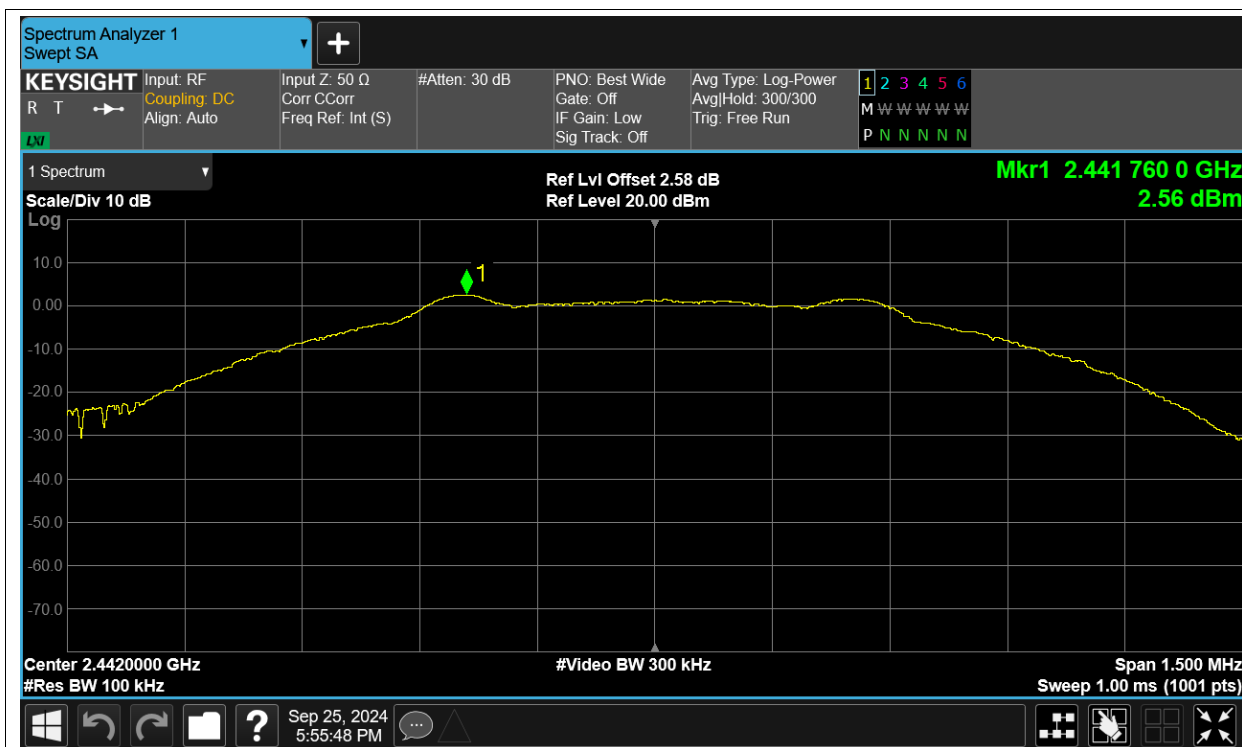 Spectrum Analyzer 1
Swept SA
KEYSIGHT
R T
LXI
Input: RF
Coupling: DC
Align: Auto
Input Z: 50 Ω
Corr CCorr
Freq Ref: Int (S)
#Atten: 30 dB
PNO: Best Wide
Gate: Off
IF Gain: Low
Sig Track: Off
Avg Type: Log-Power
Avg|Hold: 300/300
Trig: Free Run
1 2 3 4 5 6
M W W W W W W
P N N N N N
1 Spectrum
Scale/Div 10 dB
Log
Ref Lvl Offset 2.58 dB
Ref Level 20.00 dBm
Mkr1 2.441 760 0 GHz
2.56 dBm
1
10.0
0.00
-10.0
-20.0
-30.0
-40.0
-50.0
-60.0
-70.0
Center 2.4420000 GHz
#Res BW 100 kHz
#Video BW 300 kHz
Span 1.500 MHz
Sweep 1.00 ms (1001 pts)
?
Sep 25, 2024
5:55:48 PM